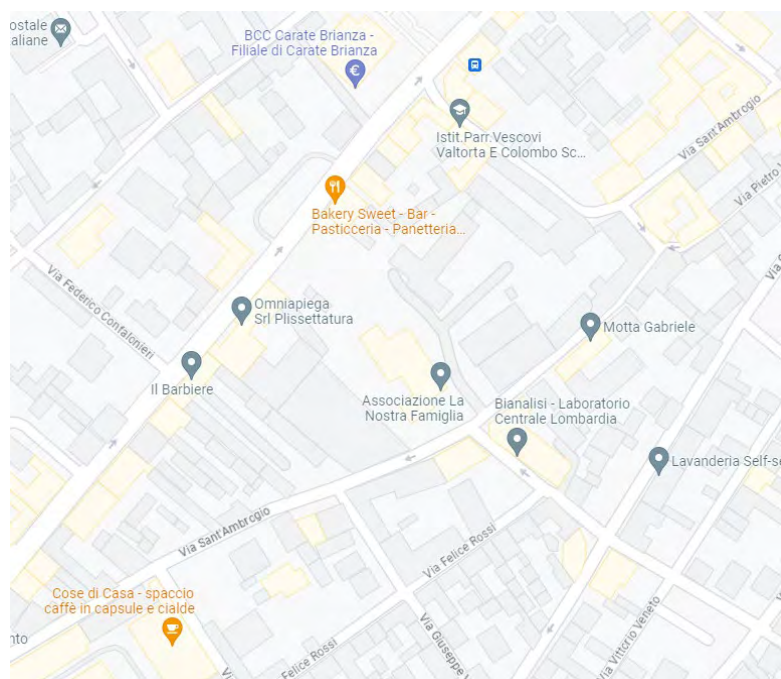 ostale
aliane
BCC Carate Brianza -
Filiale di Carate Brianza
€
Istit.Parr.Vescovi
Valtorta E Colombo Sc...
Via Sant'Ambrogio
Via Pietro
Bakery Sweet - Bar -
Pasticceria - Panetteria...
Via Federico Confalonieri
Omniapiega
Srl Plissettatura
Via S
Motta Gabriele
Il Barbiere
Associazione La
Nostra Famiglia
Bianalisi - Laboratorio
Centrale Lombardia
Lavanderia Self-se
Via Sant'Ambrogio
Via Felice Rossi
Cose di Casa - spaccio
caffè in capsule e cialde
nto
Felice Rossi
Via Giuseppe
Via Vittorio Veneto